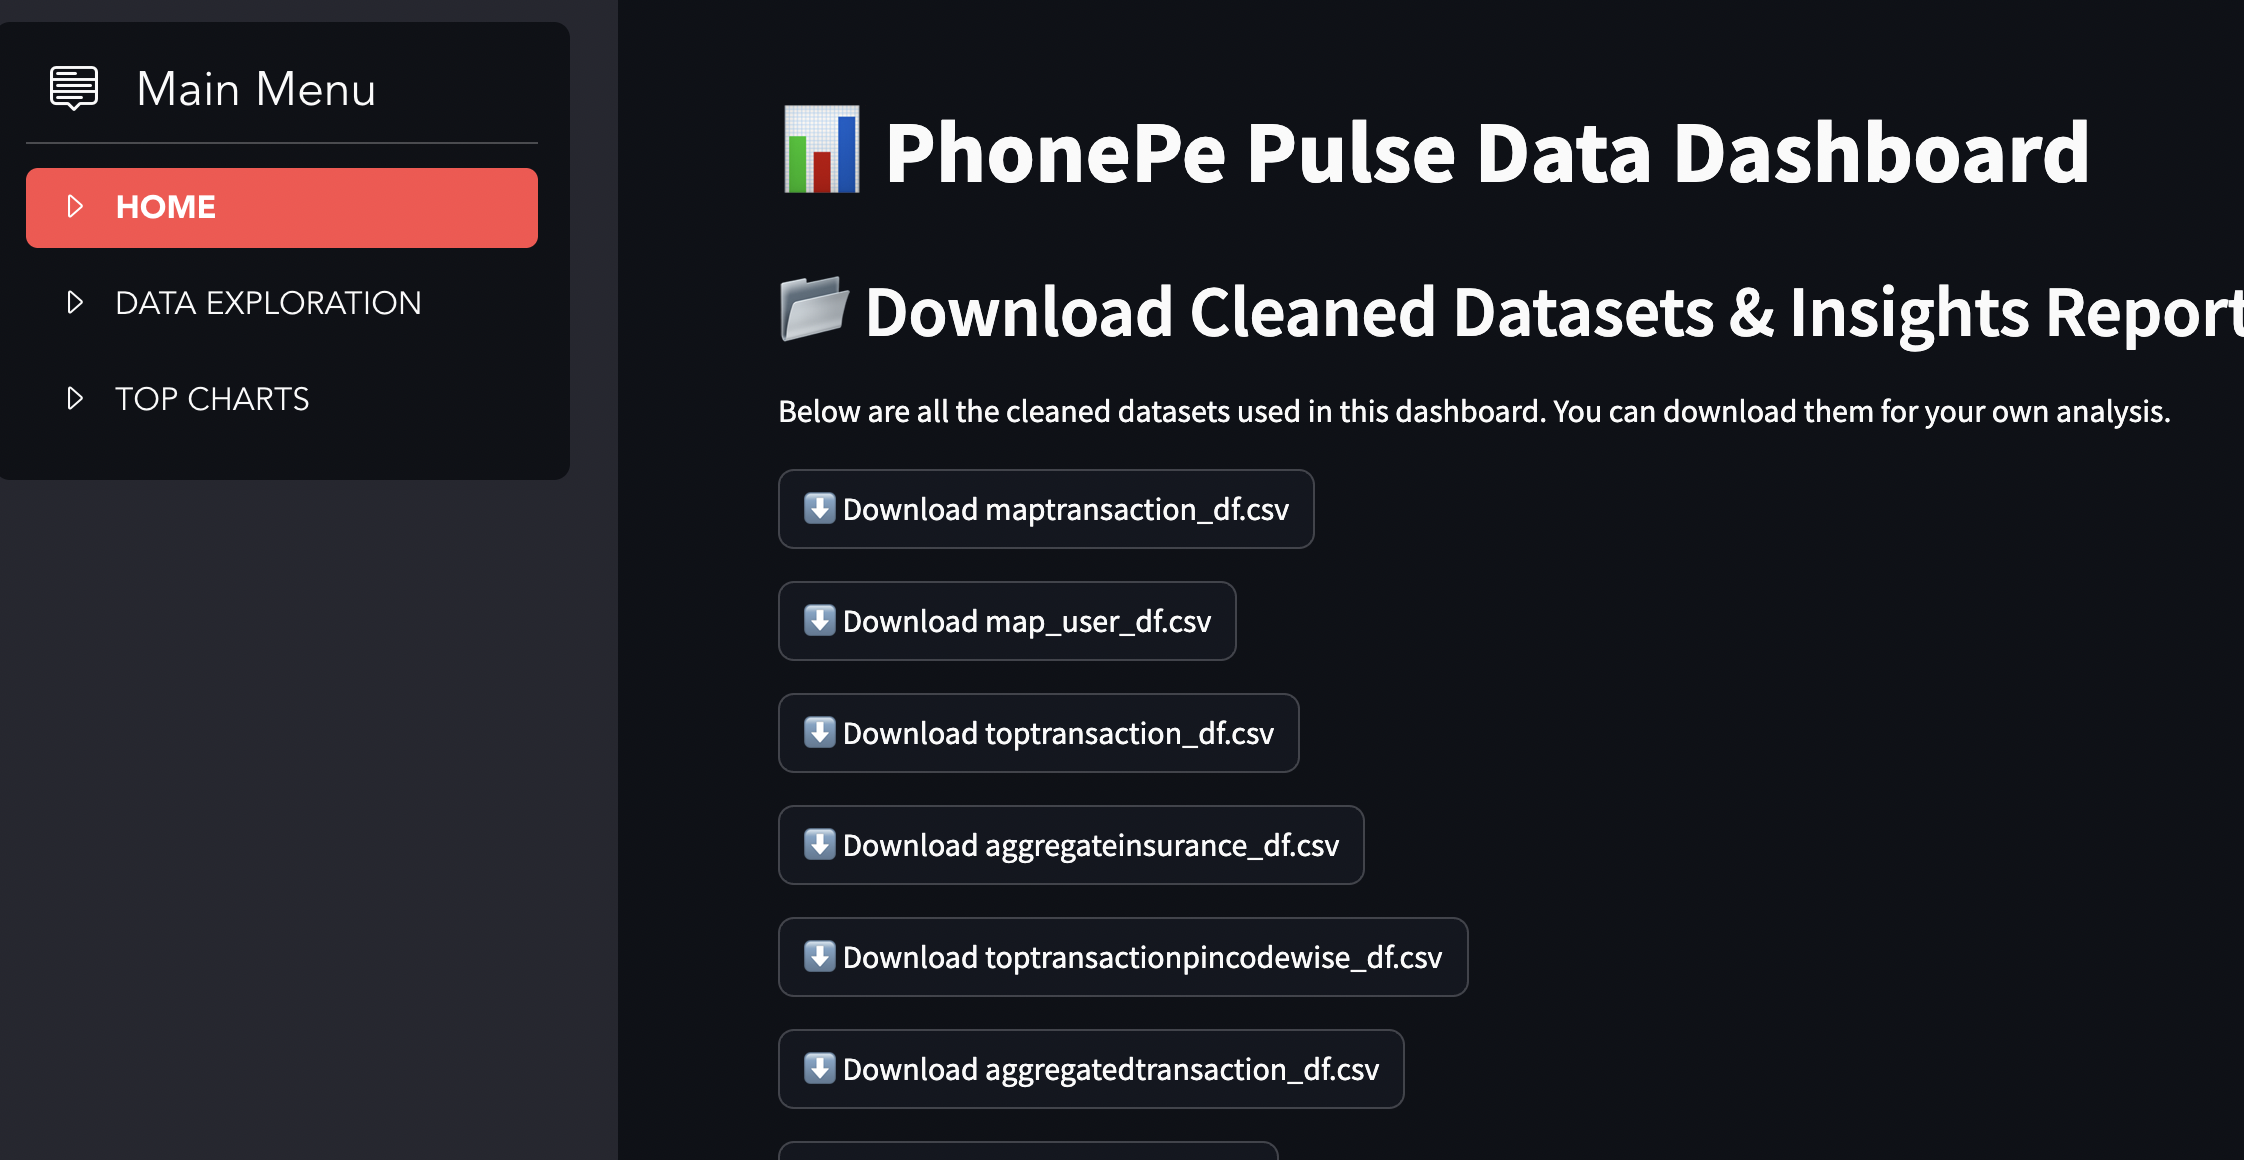 Main Menu
HOME
DATA EXPLORATION
TOP CHARTS
PhonePe Pulse Data Dashboard
Download Cleaned Datasets & Insights Report
Below are all the cleaned datasets used in this dashboard. You can download them for your own analysis.
Download maptransaction_df.csv
Download map_user_df.csv
Download toptransaction_df.csv
Download aggregateinsurance_df.csv
Download toptransactionpincodewise_df.csv
Download aggregatedtransaction_df.csv